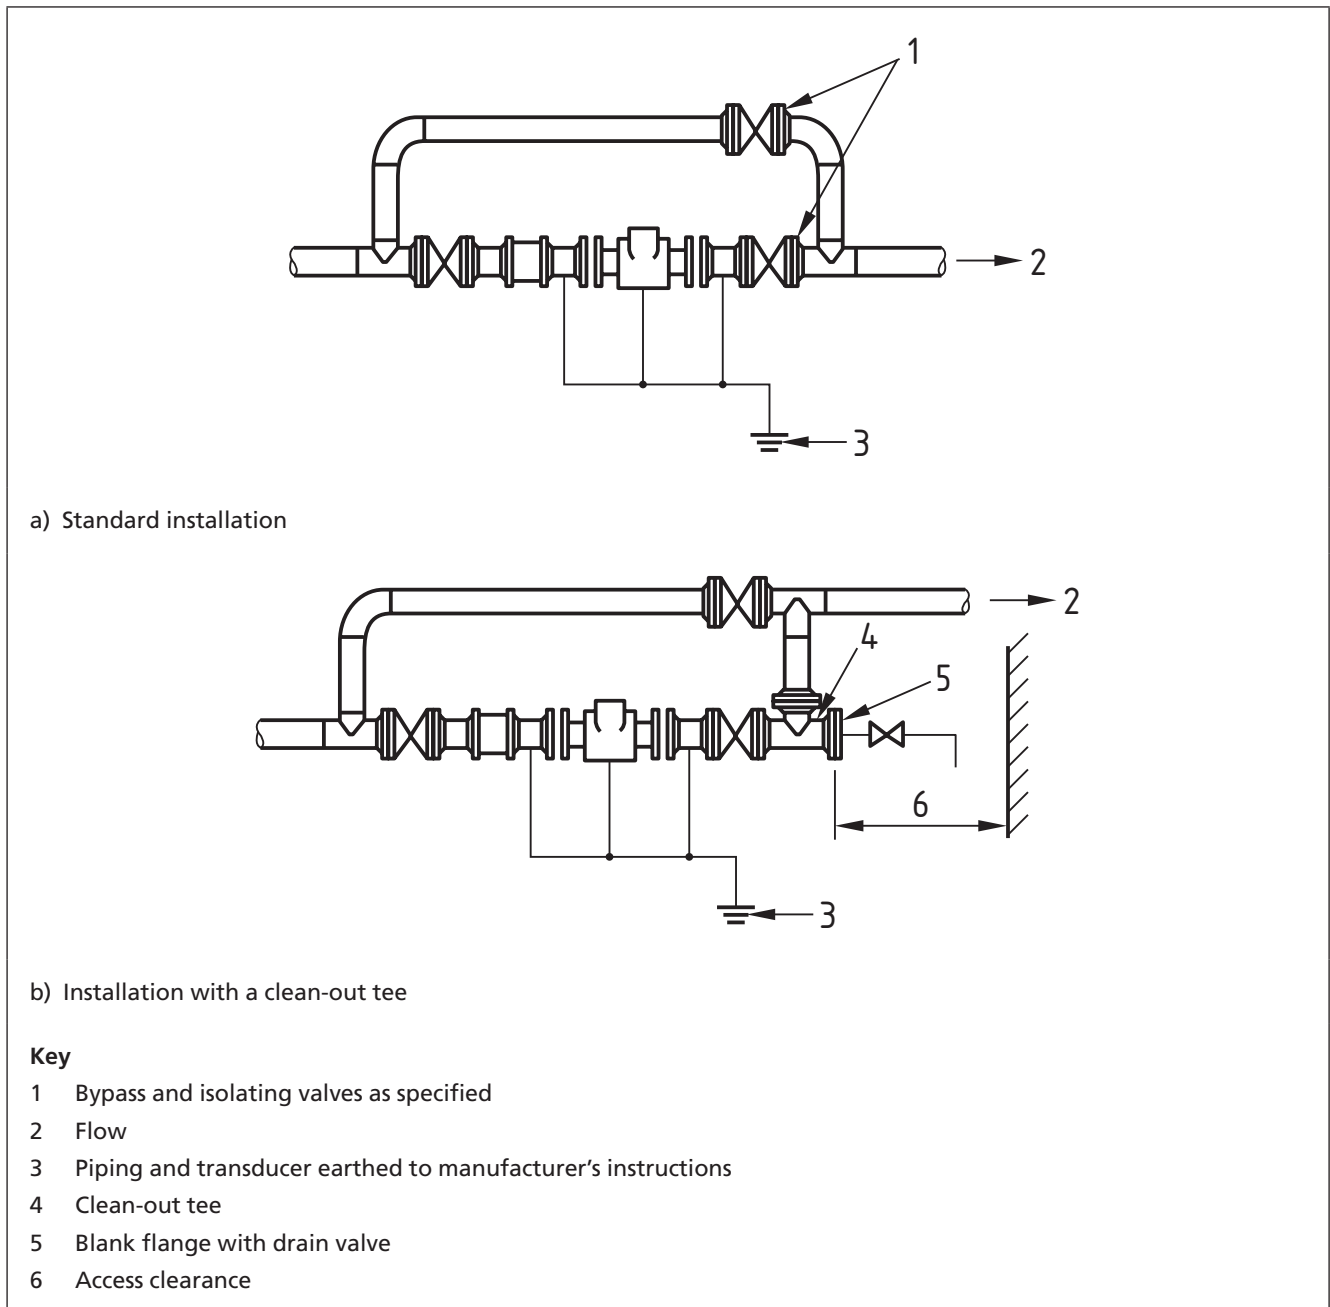 1
2
3
a) Standard installation
2
4
5
6
3
b) Installation with a clean-out tee
Key
1 Bypass and isolating valves as specified
2 Flow
3 Piping and transducer earthed to manufacturer’s instructions
4 Clean-out tee
5 Blank flange with drain valve
6 Access clearance